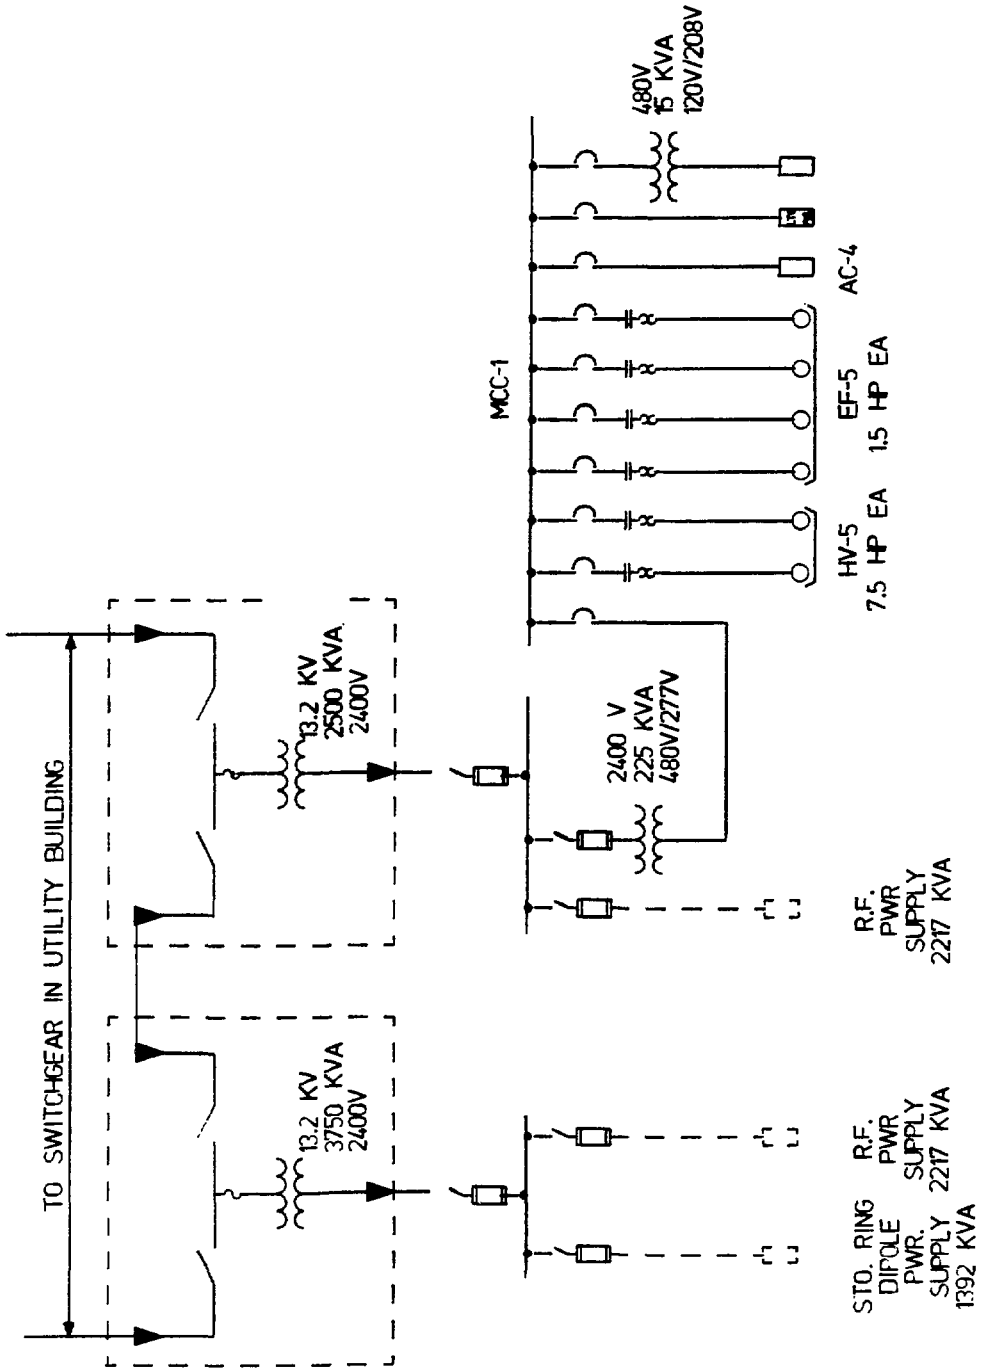 TO SWITCHGEAR IN UTILITY BUILDING
13.2 KV
3750 KVA
2400V
13.2 KV
2500 KVA
2400V
STO. RING
DIPOLE
PWR.
SUPPLY
1392 KVA
R.F.
PWR
SUPPLY
2217 KVA
R.F.
PWR
SUPPLY
2217 KVA
2400 V
225 KVA
480V/277V
MCC-1
HV-5
7.5 HP EA
EF-5
1.5 HP EA
AC-4
480V
15 KVA
120V/208V